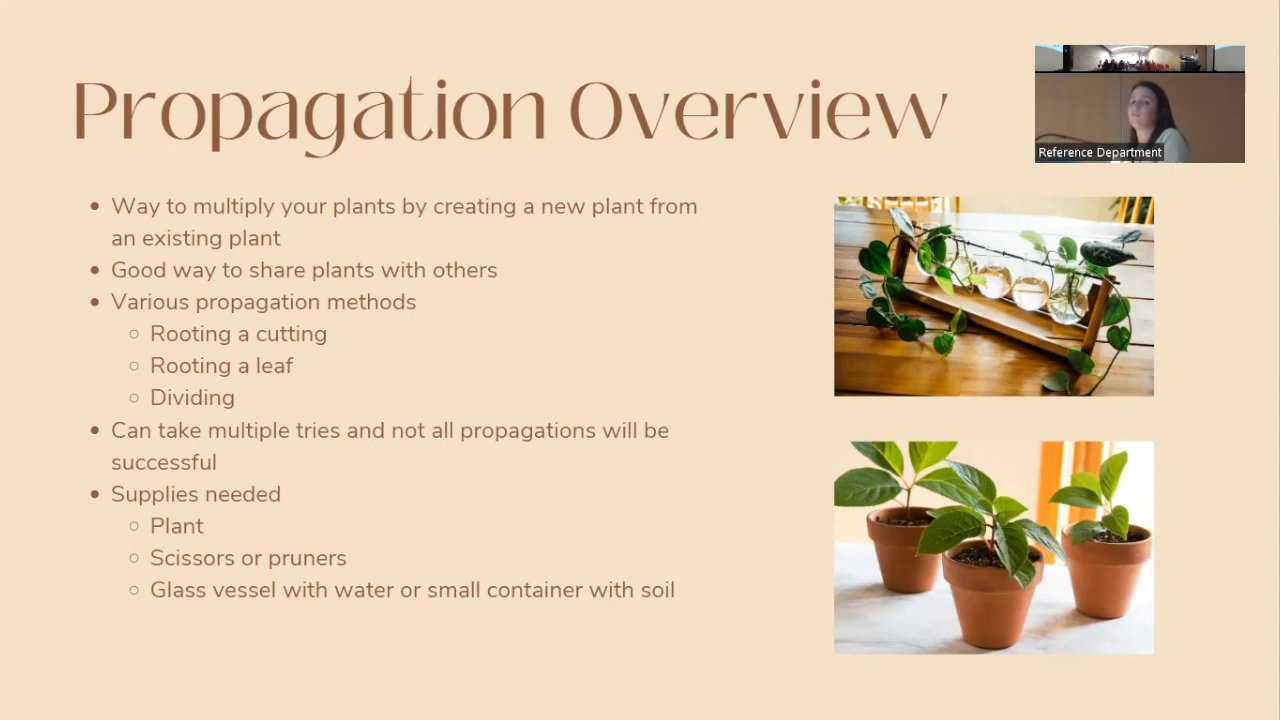 Propagation Overview
Reference Department
Way to multiply your plants by creating a new plant from
an existing plant
Good way to share plants with others
Various propagation methods
Rooting a cutting
Rooting a leaf
Dividing
Can take multiple tries and not all propagations will be
successful
Supplies needed
Plant
Scissors or pruners
Glass vessel with water or small container with soil